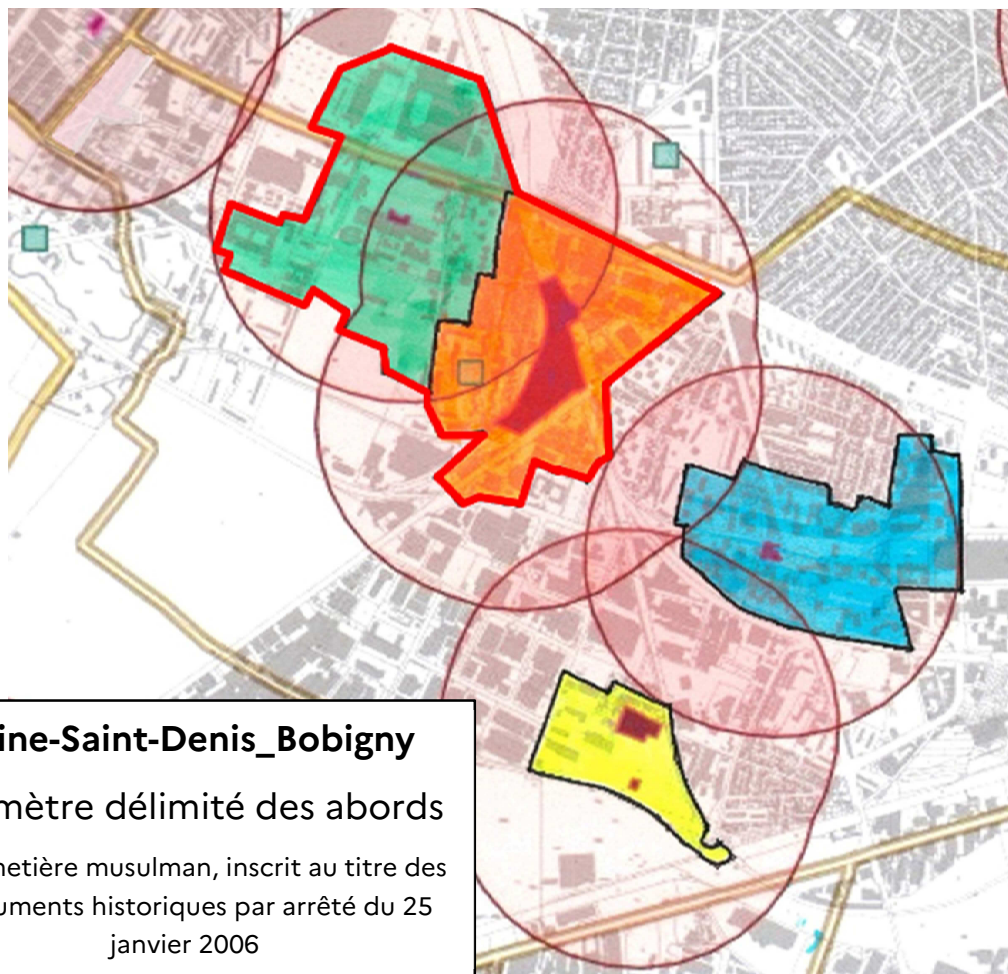 ine-Saint-Denis_Bobigny
mètre délimité des abords
netière musulman, inscrit au titre des
uments historiques par arrêté du 25
janvier 2006